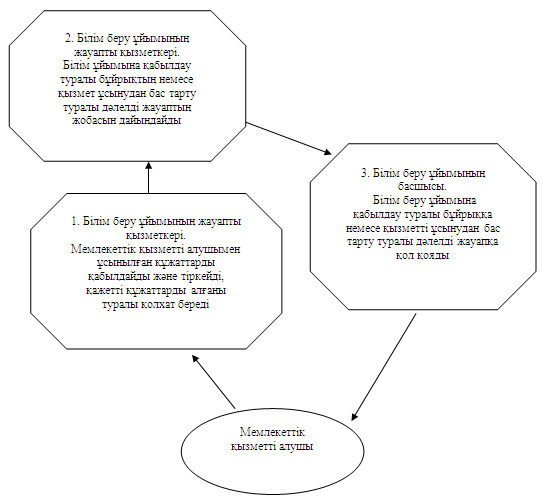 2. Білім беру ұйымының
жауапты қызметкері.
Білім ұйымына қабылдау
туралы бұйрықтың немесе
қызмет ұсынудан бас тарту
туралы дәлелді жауаптың
жобасын дайындайды
3. Білім беру ұйымының
басшысы.
Білім беру ұйымына
қабылдау туралы бұйрыққа
немесе қызметті ұсынудан бас
тарту туралы дәлелді жауапқа
қол қояды
1. Білім беру ұйымының жауапты
қызметкері.
Мемлекеттік қызметті алушымен
ұсынылған құжаттарды
қабылдайды және тіркейді,
қажетті құжаттарды алғаны
туралы қолхат береді
Мемлекеттік
қызметті алушы